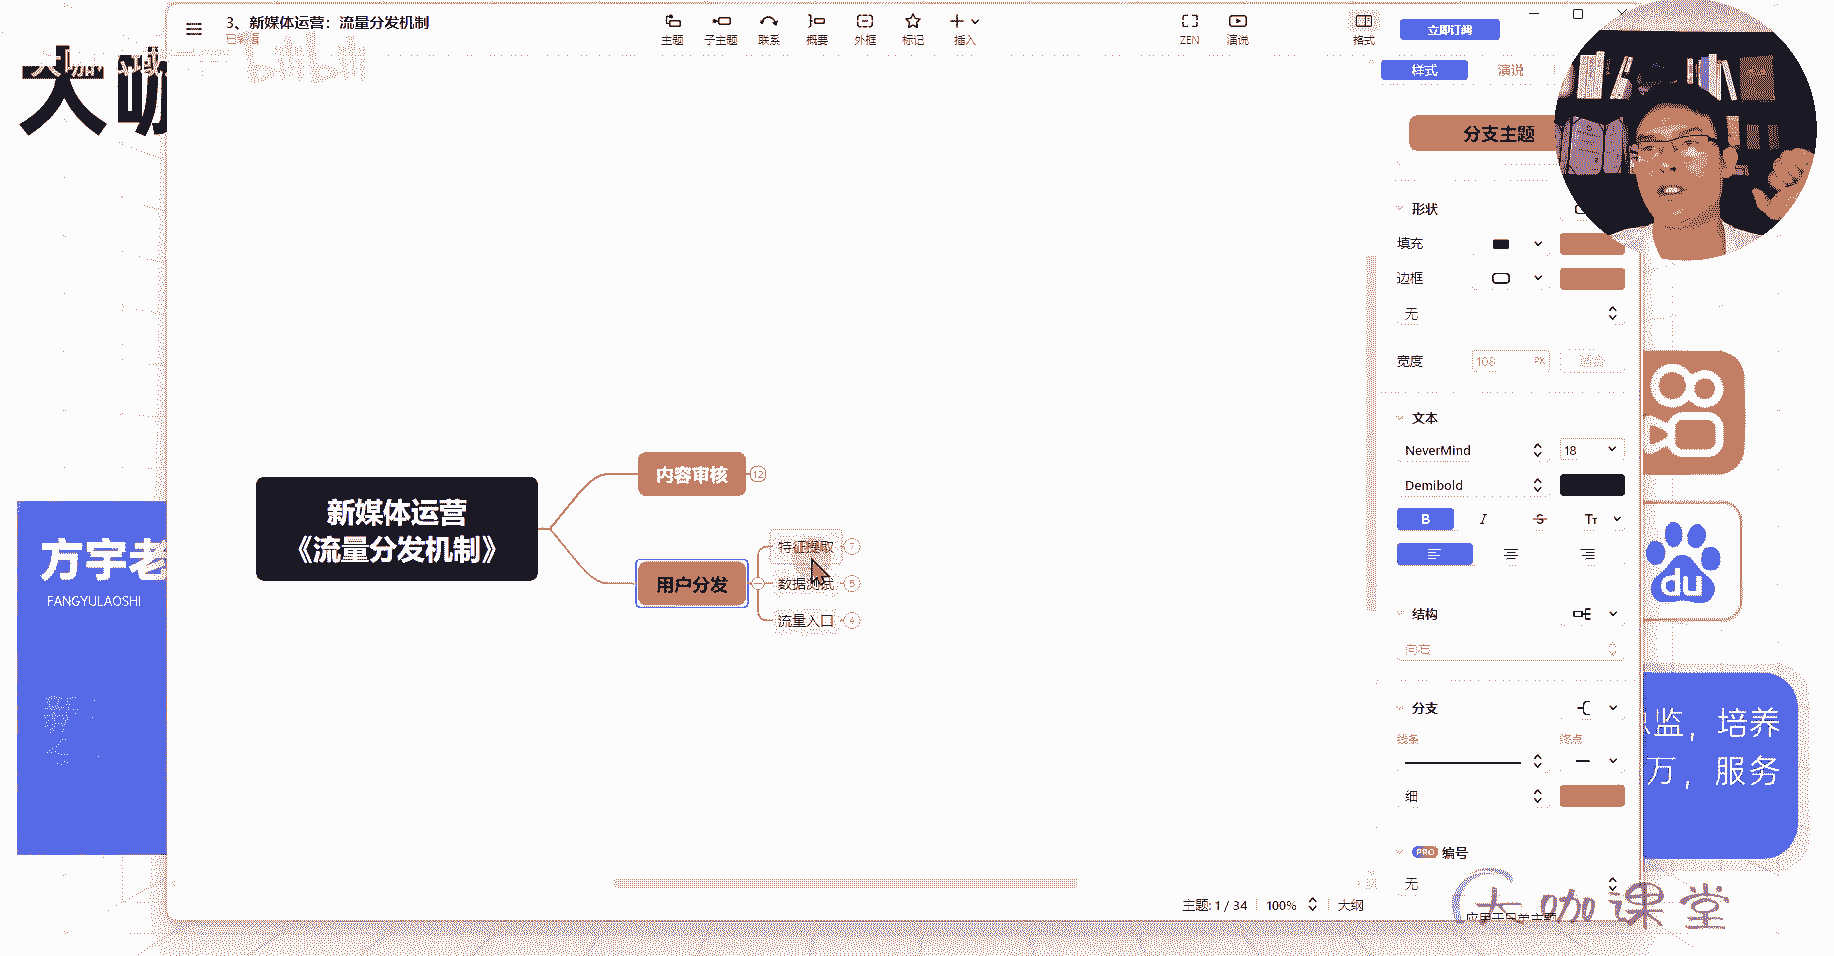 3、新媒体运营：流量分发机制
已编辑
主题
子主题
联系
概要
外框
标记
插入
ZEN
演说
格式
立即订阅
bilibili
大咖
样式
演说
分支主题
形状
填充
边框
无
宽度
108
PX
文本
NeverMind
18
Demibold
B
I
S
Tт
结构
向右
分支
线条
终点
细
PRO 编号
无
新媒体运营
《流量分发机制》
内容审核
12
用户分发
特征提取
7
数据测试
5
流量入口
4
方宇老
FANGYULAOSHI
du
监，培养
万，服务
主题: 1 / 34
100%
大纲
大咖课堂